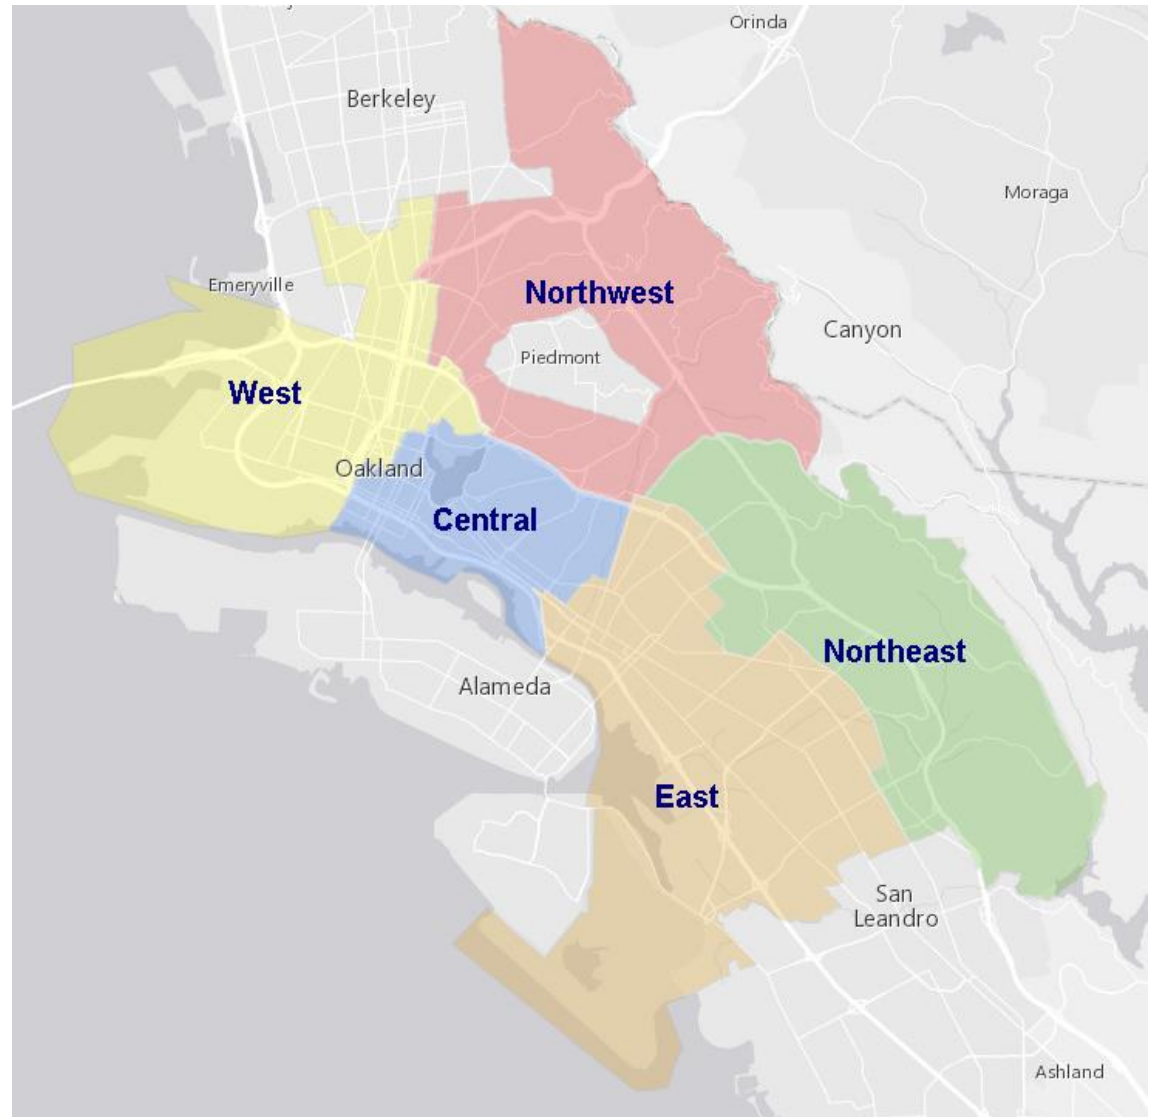 Orinda
Berkeley
Moraga
Emeryville
Northwest
Canyon
Piedmont
West
Oakland
Central
Northeast
Alameda
East
San
Leandro
Ashland